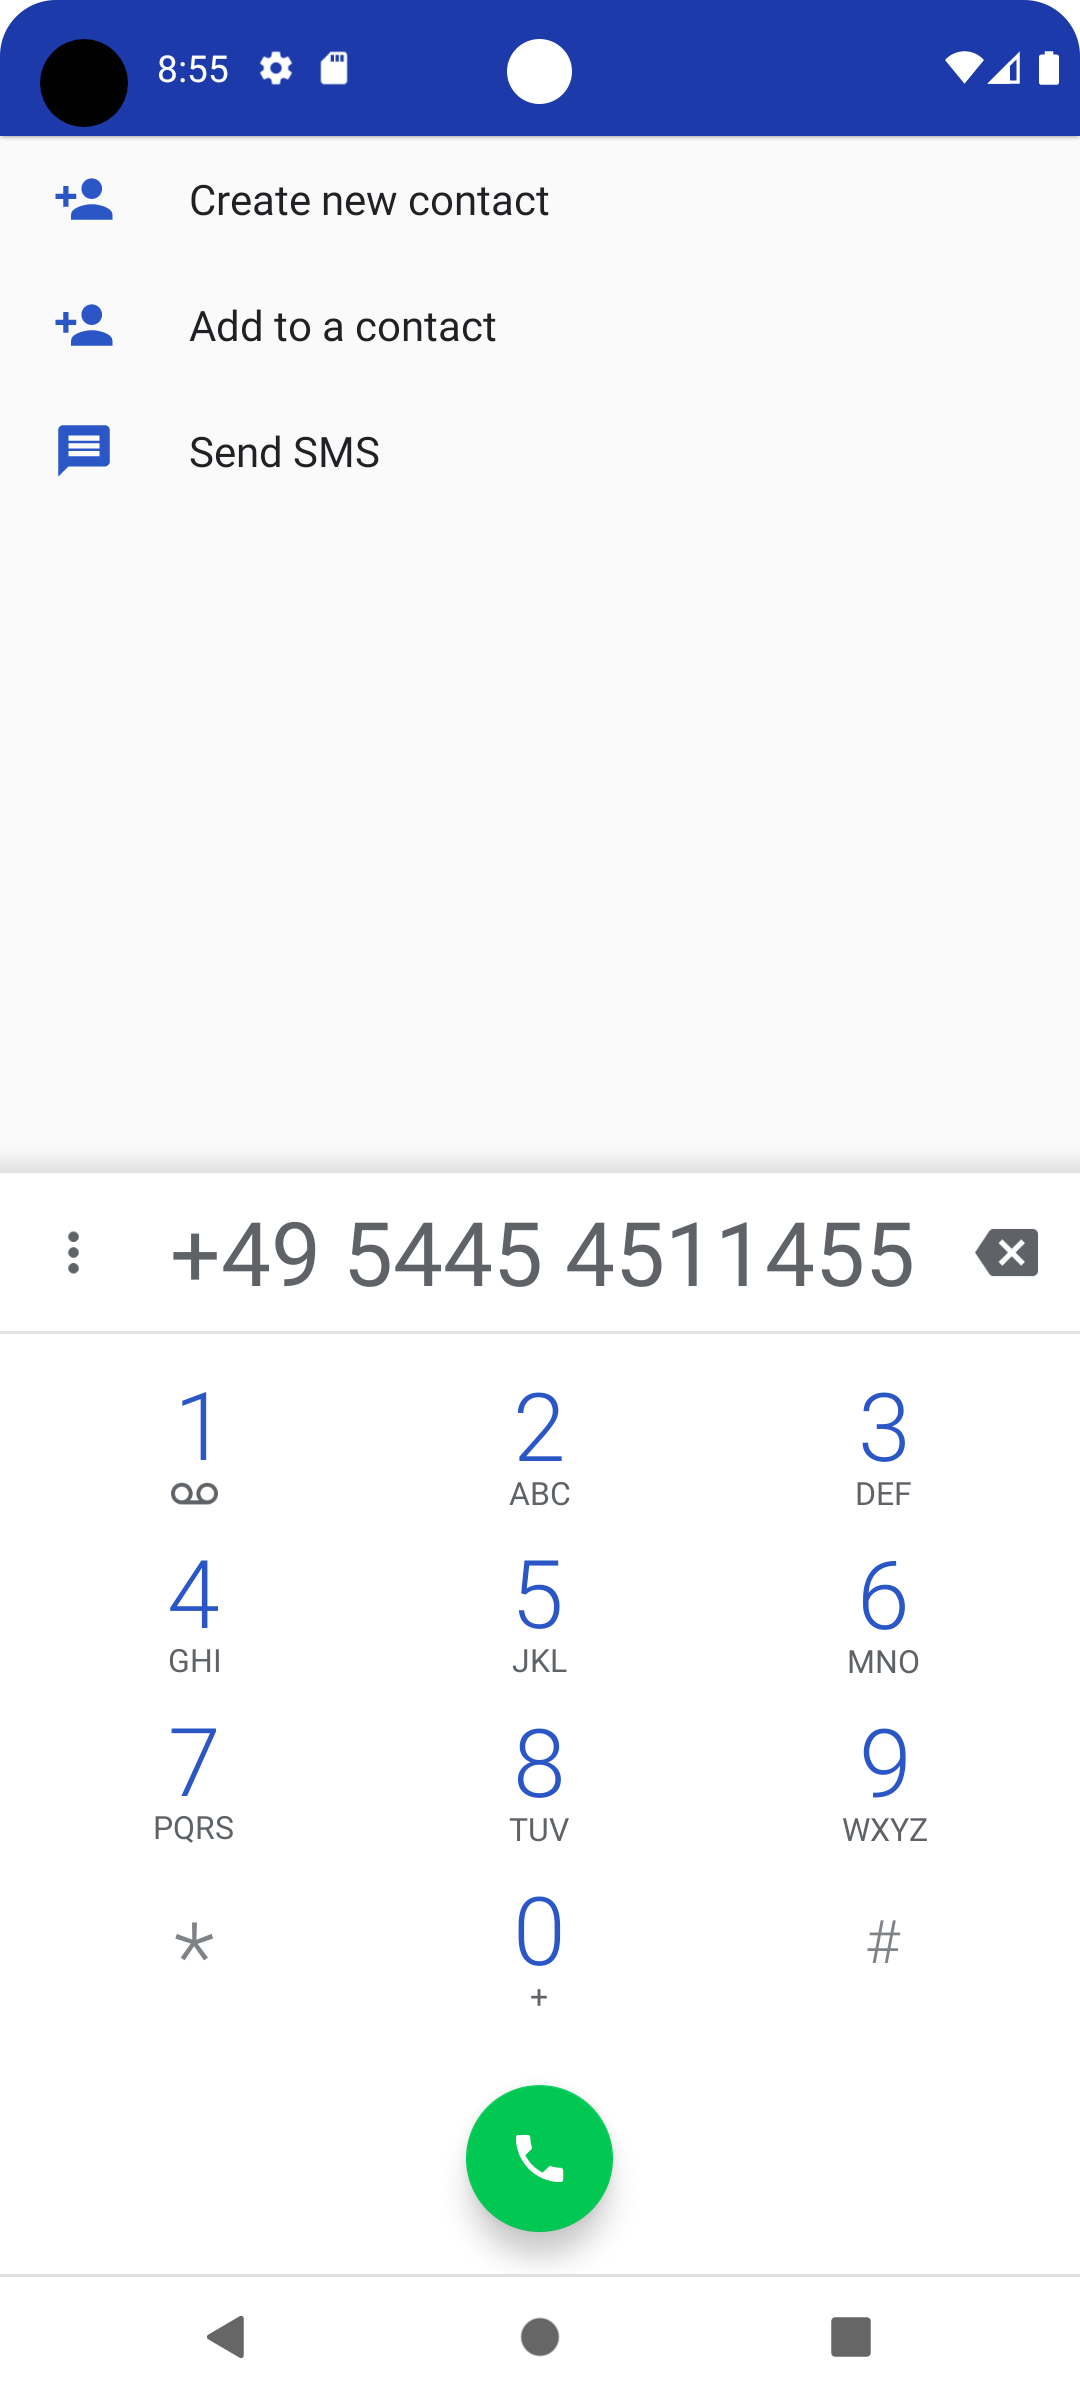 8:55
Create new contact
Add to a contact
Send SMS
+49 5445 4511455
1 2 3
ABC DEF
4 5 6
GHI JKL MNO
7 8 9
PQRS TUV WXYZ
* 0 #
+